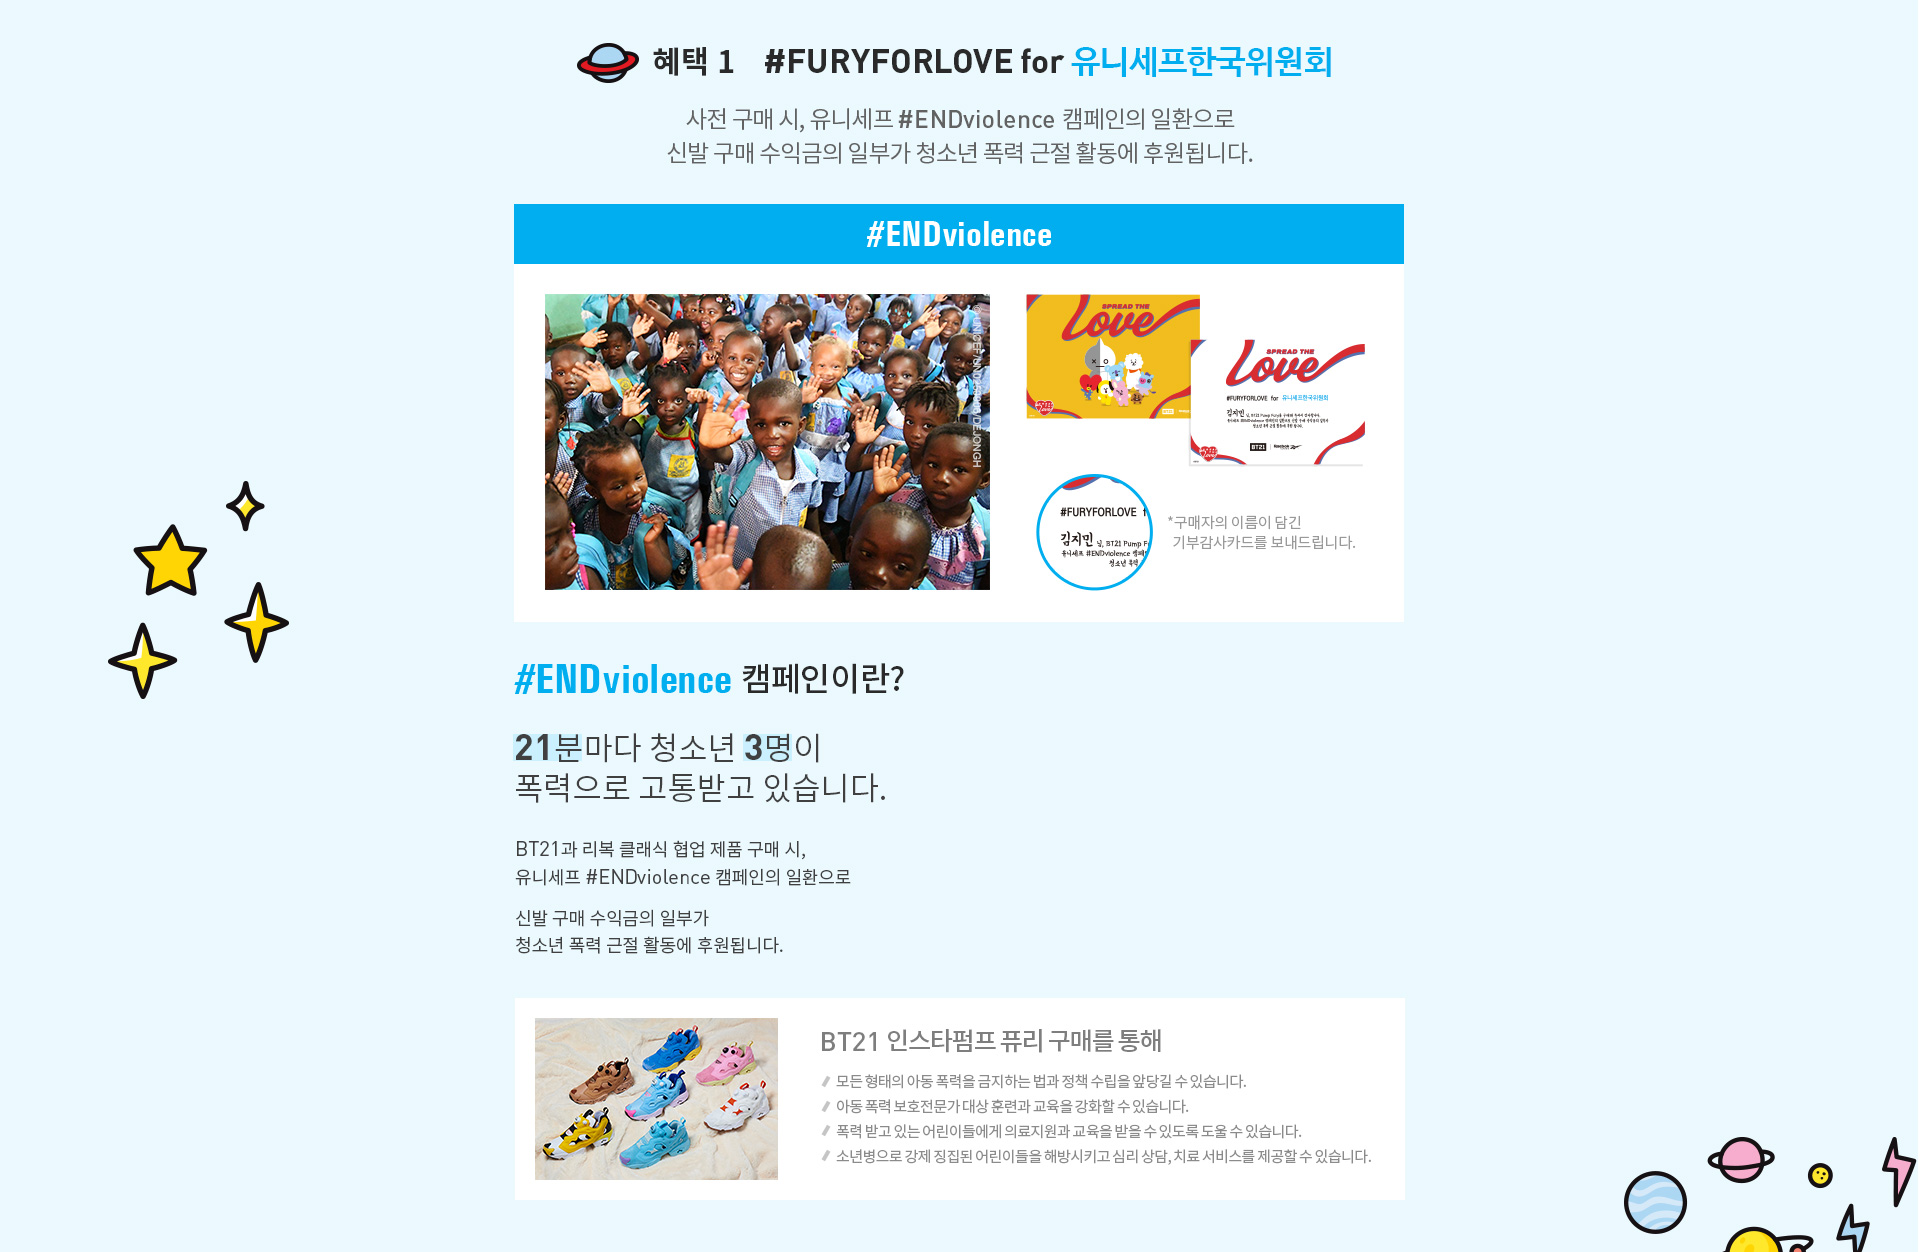 혜택 1 #FURYFORLOVE for 유니세프한국위원회
사전 구매 시, 유니세프 #ENDviolence 캠페인의 일환으로
신발 구매 수익금의 일부가 청소년 폭력 근절 활동에 후원됩니다.
#ENDviolence
SPREAD THE
Love
SPREAD THE
Love
#FURYFORLOVE for 유니세프한국위원회
김지민 님, BT21 Pump Fury를
BT21
#FURYFORLOVE f
김지민 님, BT21 Pump Fu
유니세프 #ENDviolence 캠페
청소년 폭력
*구매자의 이름이 담긴
기부감사카드를 보내드립니다.
#ENDviolence 캠페인이란?
21분마다 청소년 3명이
폭력으로 고통받고 있습니다.
BT21과 리복 클래식 협업 제품 구매 시,
유니세프 #ENDviolence 캠페인의 일환으로
신발 구매 수익금의 일부가
청소년 폭력 근절 활동에 후원됩니다.
BT21 인스타펌프 퓨리 구매를 통해
모든 형태의 아동 폭력을 금지하는 법과 정책 수립을 앞당길 수 있습니다.
아동 폭력 보호전문가 대상 훈련과 교육을 강화할 수 있습니다.
폭력 받고 있는 어린이들에게 의료지원과 교육을 받을 수 있도록 도울 수 있습니다.
소년병으로 강제 징집된 어린이들을 해방시키고 심리 상담, 치료 서비스를 제공할 수 있습니다.